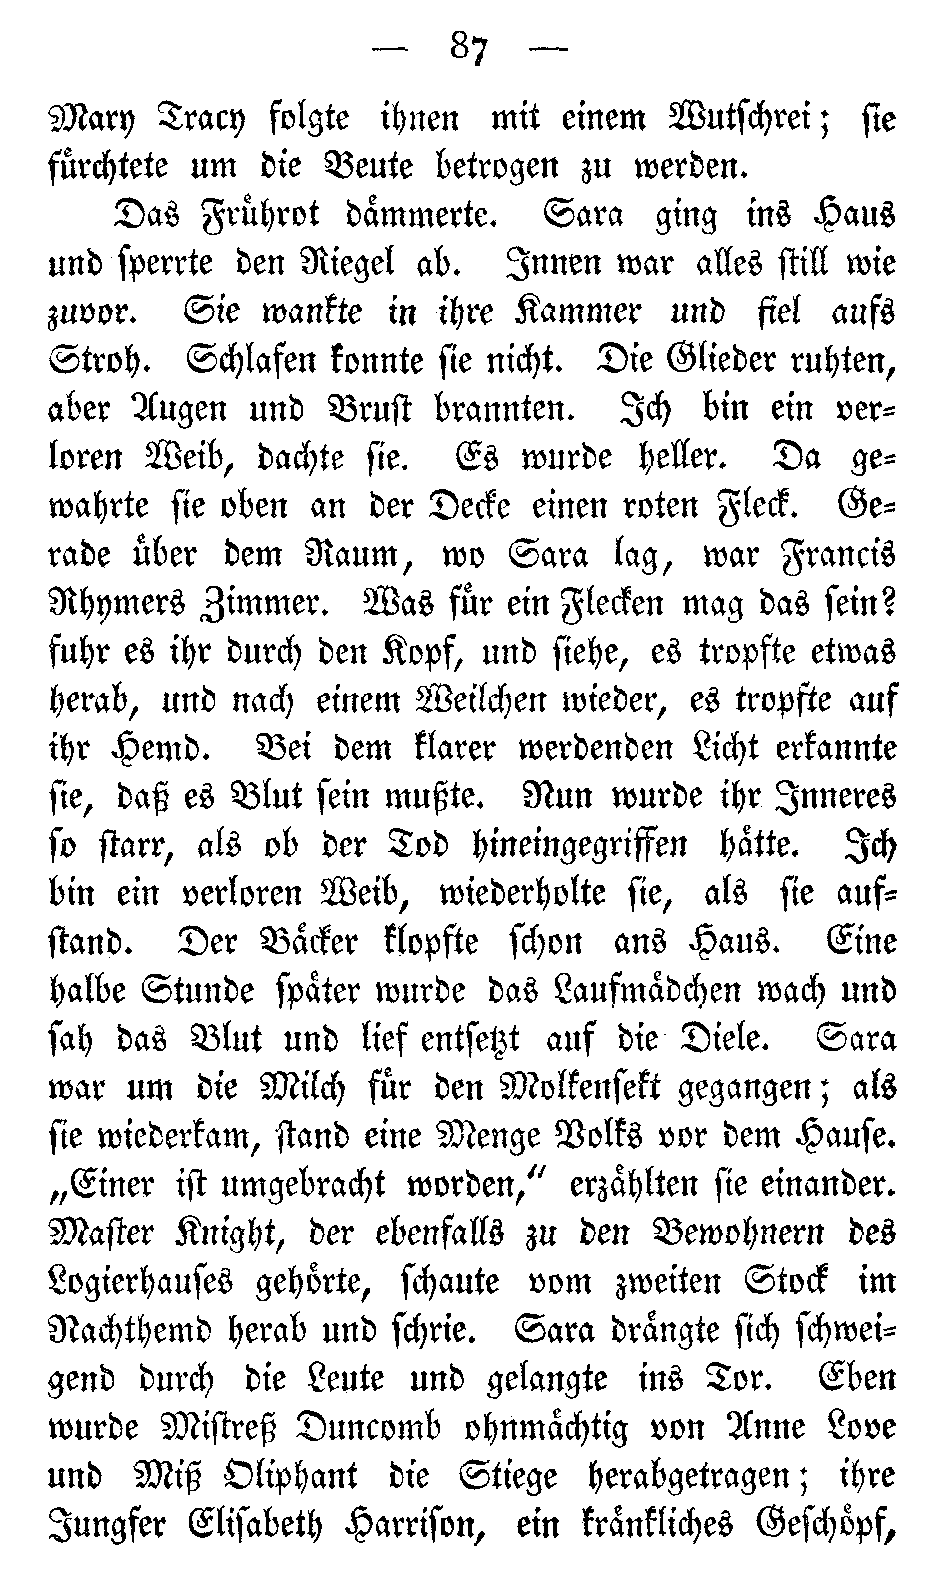 — 87 —
Mary Tracy folgte ihnen mit einem Wutschrei; sie
fürchtete um die Beute betrogen zu werden.
Das Frührot dämmerte. Sara ging ins Haus
und sperrte den Riegel ab. Innen war alles still wie
zuvor. Sie wankte in ihre Kammer und fiel aufs
Stroh. Schlafen konnte sie nicht. Die Glieder ruhten,
aber Augen und Brust brannten. Ich bin ein ver-
loren Weib, dachte sie. Es wurde heller. Da ge-
wahrte sie oben an der Decke einen roten Fleck. Ge-
rade über dem Raum, wo Sara lag, war Francis
Rhymers Zimmer. Was für ein Flecken mag das sein?
fuhr es ihr durch den Kopf, und siehe, es tropfte etwas
herab, und nach einem Weilchen wieder, es tropfte auf
ihr Hemd. Bei dem klarer werdenden Licht erkannte
sie, daß es Blut sein mußte. Nun wurde ihr Inneres
so starr, als ob der Tod hineingegriffen hätte. Ich
bin ein verloren Weib, wiederholte sie, als sie auf-
stand. Der Bäcker klopfte schon ans Haus. Eine
halbe Stunde später wurde das Laufmädchen wach und
sah das Blut und lief entsetzt auf die Diele. Sara
war um die Milch für den Molkensekt gegangen; als
sie wiederkam, stand eine Menge Volks vor dem Hause.
„Einer ist umgebracht worden,“ erzählten sie einander.
Master Knight, der ebenfalls zu den Bewohnern des
Logierhauses gehörte, schaute vom zweiten Stock im
Nachthemd herab und schrie. Sara drängte sich schwei-
gend durch die Leute und gelangte ins Tor. Eben
wurde Mistreß Duncomb ohnmächtig von Anne Love
und Miß Oliphant die Stiege herabgetragen; ihre
Jungfer Elisabeth Harrison, ein kränkliches Geschöpf,